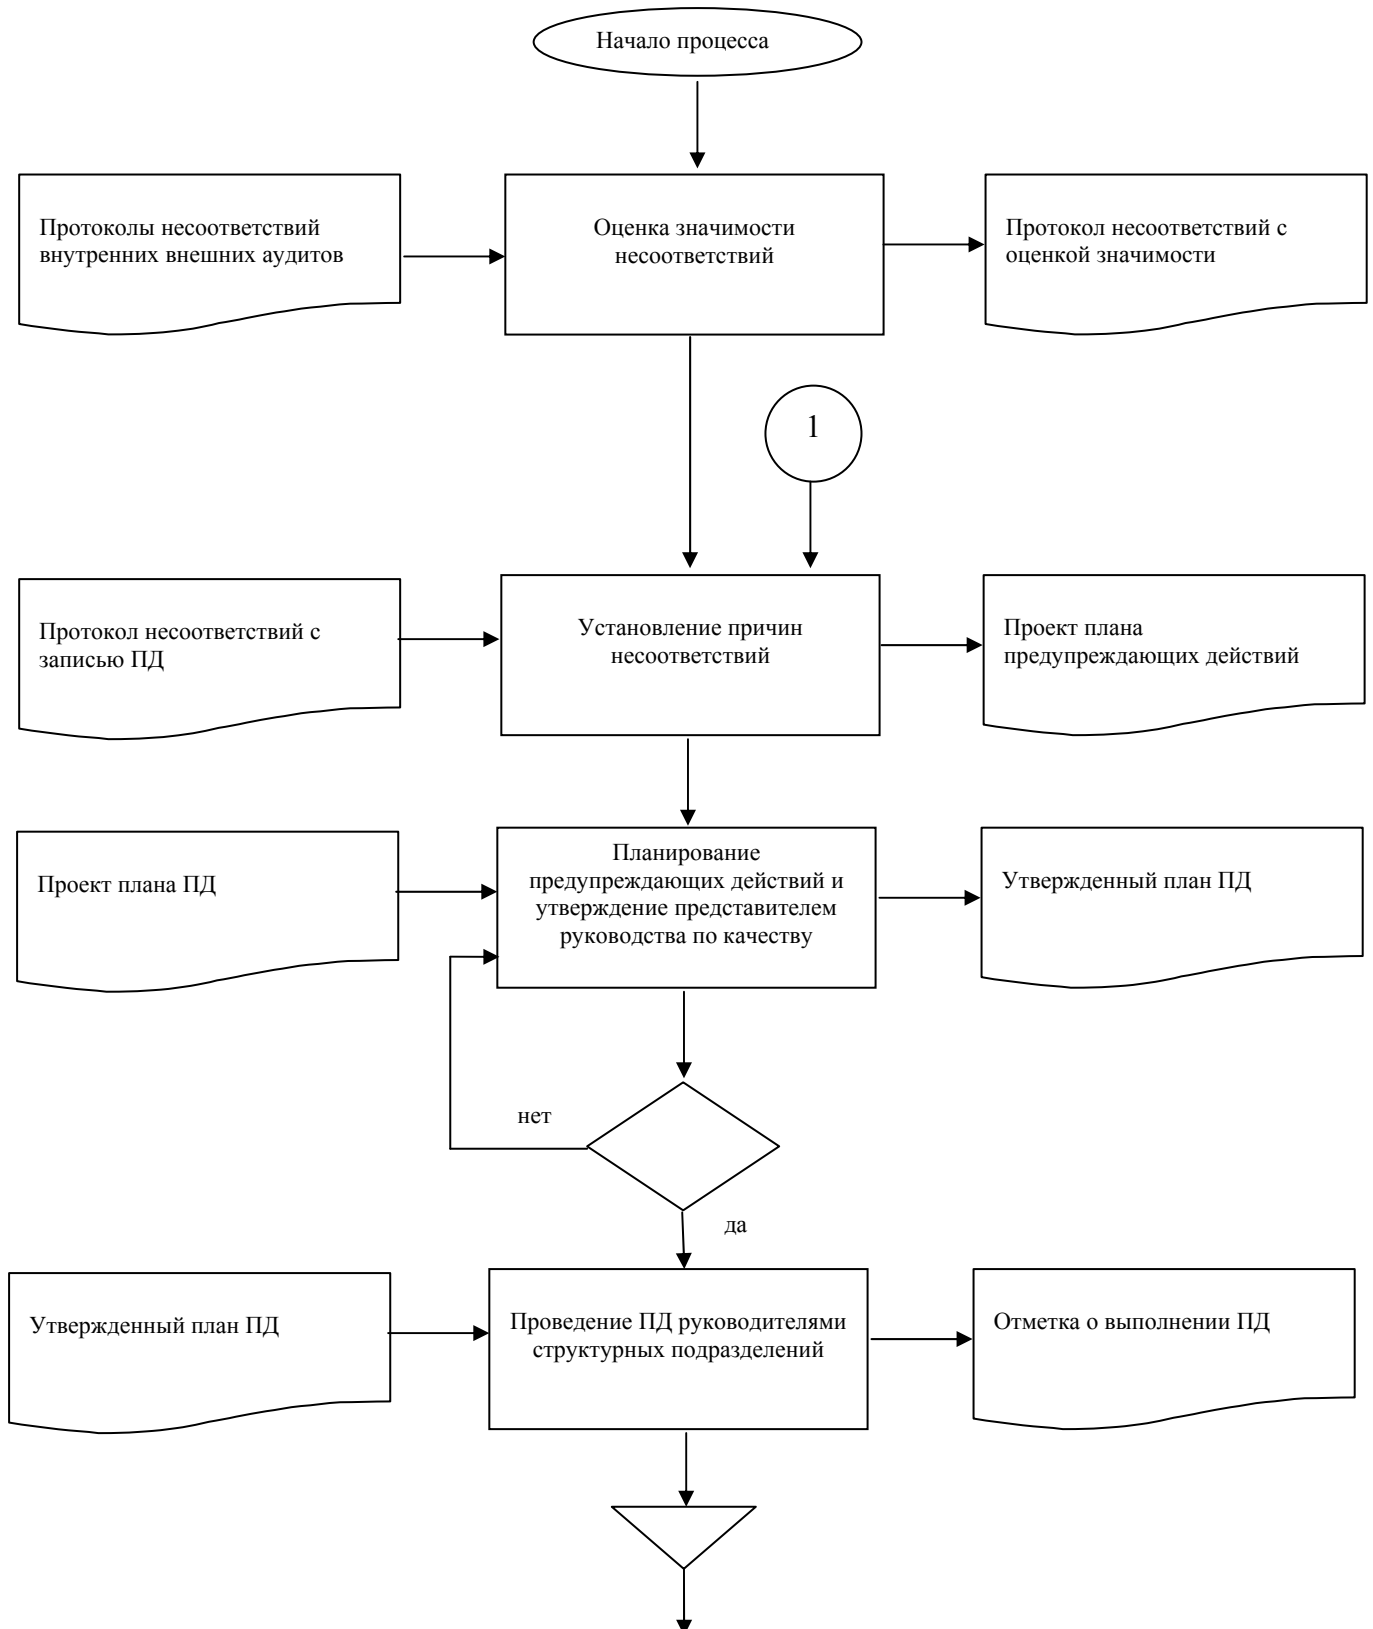 Начало процесса
Протоколы несоответствий
внутренних внешних аудитов
Оценка значимости
несоответствий
Протокол несоответствий с
оценкой значимости
1
Протокол несоответствий с
записью ПД
Установление причин
несоответствий
Проект плана
предупреждающих действий
Проект плана ПД
Планирование
предупреждающих действий и
утверждение представителем
руководства по качеству
Утвержденный план ПД
нет
да
Утвержденный план ПД
Проведение ПД руководителями
структурных подразделений
Отметка о выполнении ПД